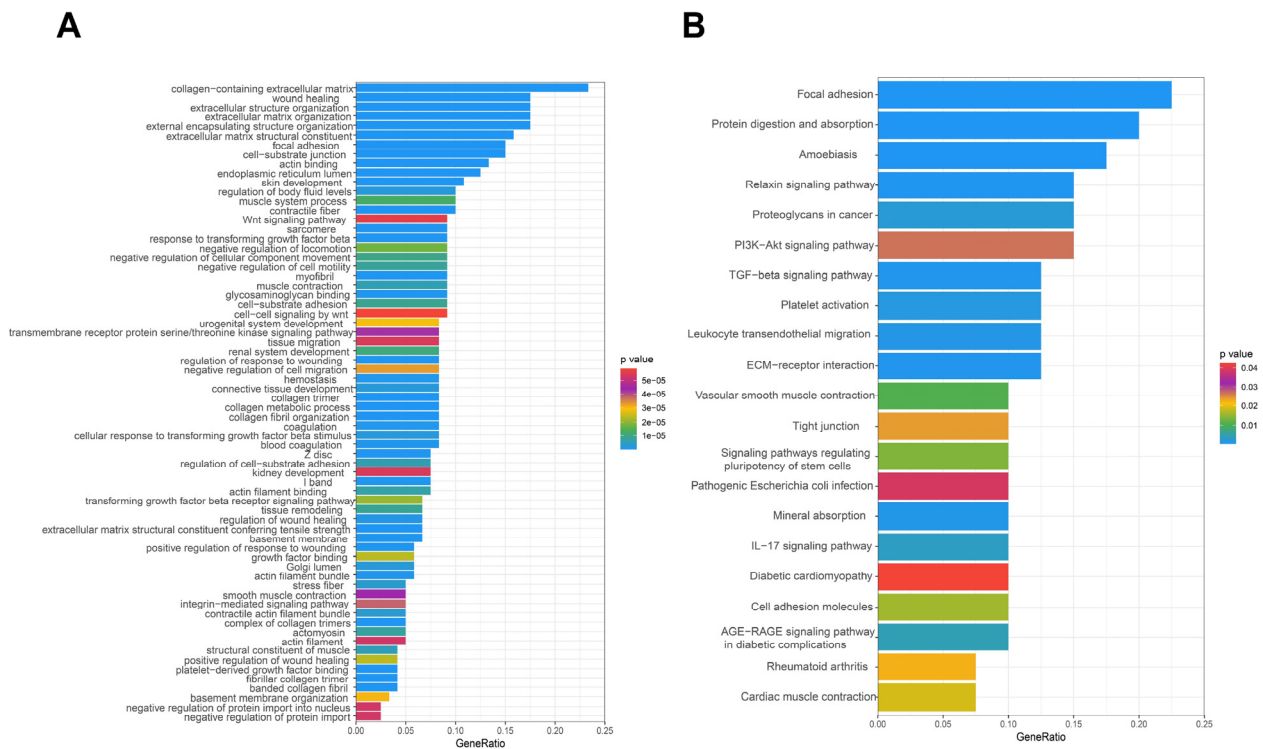 A
B
collagen−containing extracellular matrix
wound healing
extracellular structure organization
extracellular matrix organization
external encapsulating structure organization
extracellular matrix structural constituent
focal adhesion
cell−substrate junction
actin binding
endoplasmic reticulum lumen
skin development
regulation of body fluid levels
muscle system process
contractile fiber
Wnt signaling pathway
sarcomere
response to transforming growth factor beta
negative regulation of locomotion
negative regulation of cellular component movement
negative regulation of cell motility
myofibril
muscle contraction
glycosaminoglycan binding
cell−substrate adhesion
cell−cell signaling by wnt
urogenital system development
transmembrane receptor protein serine/threonine kinase signaling pathway
tissue migration
renal system development
regulation of response to wounding
negative regulation of cell migration
hemostasis
connective tissue development
collagen trimer
collagen metabolic process
collagen fibril organization
coagulation
cellular response to transforming growth factor beta stimulus
blood coagulation
Z disc
regulation of cell−substrate adhesion
kidney development
I band
actin filament binding
transforming growth factor beta receptor signaling pathway
tissue remodeling
regulation of wound healing
extracellular matrix structural constituent conferring tensile strength
basement membrane
positive regulation of response to wounding
growth factor binding
Golgi lumen
actin filament bundle
stress fiber
smooth muscle contraction
integrin−mediated signaling pathway
contractile actin filament bundle
complex of collagen trimers
actomyosin
actin filament
structural constituent of muscle
positive regulation of wound healing
platelet−derived growth factor binding
fibrillar collagen trimer
banded collagen fibril
basement membrane organization
negative regulation of protein import into nucleus
negative regulation of protein import
0.00 0.05 0.10 0.15 0.20 0.25
GeneRatio
p value
5e−05
4e−05
3e−05
2e−05
1e−05
Focal adhesion
Protein digestion and absorption
Amoebiasis
Relaxin signaling pathway
Proteoglycans in cancer
PI3K−Akt signaling pathway
TGF−beta signaling pathway
Platelet activation
Leukocyte transendothelial migration
ECM−receptor interaction
Vascular smooth muscle contraction
Tight junction
Signaling pathways regulating
pluripotency of stem cells
Pathogenic Escherichia coli infection
Mineral absorption
IL−17 signaling pathway
Diabetic cardiomyopathy
Cell adhesion molecules
AGE−RAGE signaling pathway
in diabetic complications
Rheumatoid arthritis
Cardiac muscle contraction
0.00 0.05 0.10 0.15 0.20 0.25
GeneRatio
p value
0.04
0.03
0.02
0.01